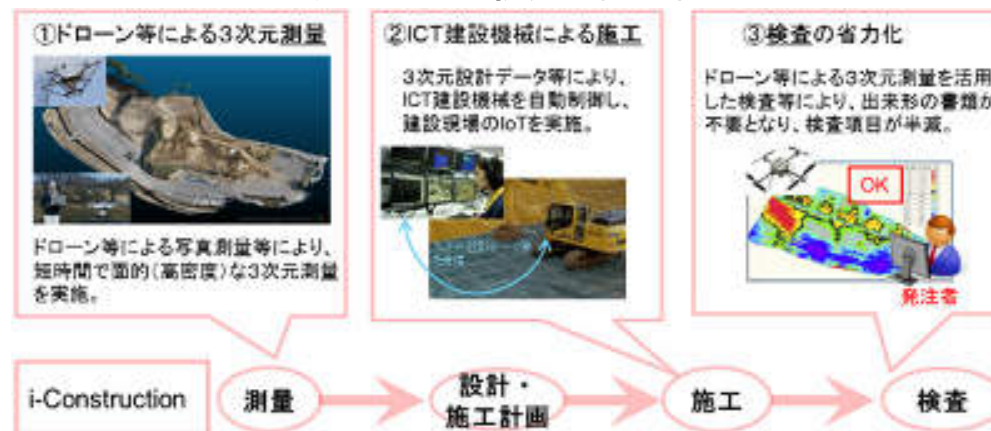 ①ドローン等による3次元測量
ドローン等による写真測量等により、
短時間で面的(高密度)な3次元測量
を実施。
②ICT建設機械による施工
3次元設計データ等により、
ICT建設機械を自動制御し、
建設現場のIoTを実施。
③検査の省力化
ドローン等による3次元測量を活用
した検査等により、出来形の書類が
不要となり、検査項目が半減。
OK
発注者
i-Construction
測量
設計・
施工計画
施工
検査